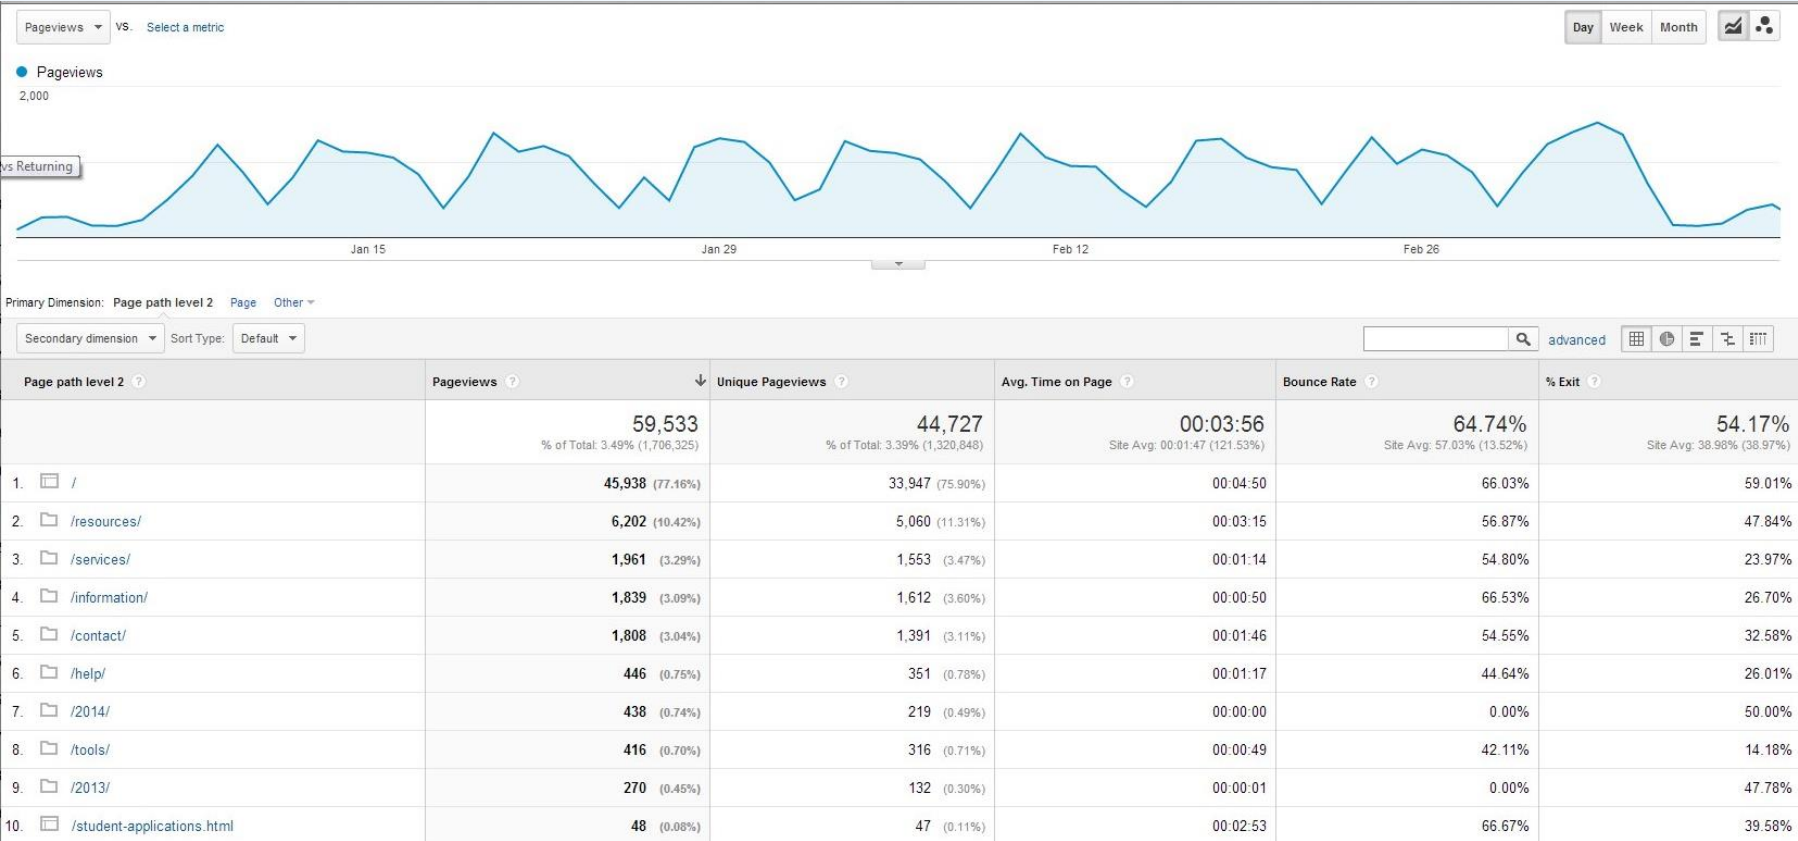 Pageviews VS. Select a metric Day Week Month
Pageviews
2,000
vs Returning
Jan 15 Jan 29 Feb 12 Feb 26
Primary Dimension: Page path level 2 Page Other
Secondary dimension Sort Type: Default advanced
Page path level 2 ? Pageviews ? Unique Pageviews ? Avg. Time on Page ? Bounce Rate ? % Exit ?
59,533 44,727 00:03:56 64.74% 54.17%
% of Total: 3.49% (1,706,325) % of Total: 3.39% (1,320,848) Site Avg: 00:01:47 (121.53%) Site Avg: 57.03% (13.52%) Site Avg: 38.98% (38.97%)
1. / 45,938 (77.16%) 33,947 (75.90%) 00:04:50 66.03% 59.01%
2. /resources/ 6,202 (10.42%) 5,060 (11.31%) 00:03:15 56.87% 47.84%
3. /services/ 1,961 (3.29%) 1,553 (3.47%) 00:01:14 54.80% 23.97%
4. /information/ 1,839 (3.09%) 1,612 (3.60%) 00:00:50 66.53% 26.70%
5. /contact/ 1,808 (3.04%) 1,391 (3.11%) 00:01:46 54.55% 32.58%
6. /help/ 446 (0.75%) 351 (0.78%) 00:01:17 44.64% 26.01%
7. /2014/ 438 (0.74%) 219 (0.49%) 00:00:00 0.00% 50.00%
8. /tools/ 416 (0.70%) 316 (0.71%) 00:00:49 42.11% 14.18%
9. /2013/ 270 (0.45%) 132 (0.30%) 00:00:01 0.00% 47.78%
10. /student-applications.html 48 (0.08%) 47 (0.11%) 00:02:53 66.67% 39.58%